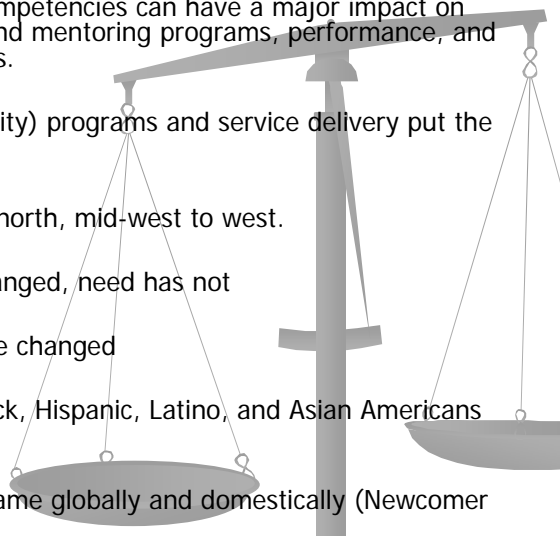 mpetencies can have a major impact on
nd mentoring programs, performance, and
s.
ity) programs and service delivery put the
north, mid-west to west.
anged, need has not
e changed
ck, Hispanic, Latino, and Asian Americans
ame globally and domestically (Newcomer